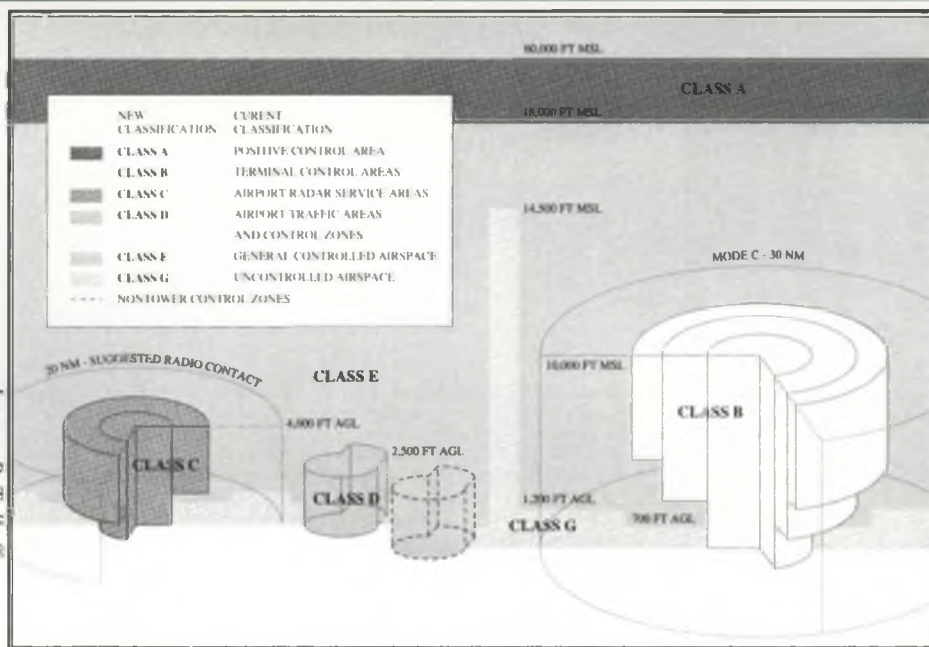 60,000 FT MSL
CLASS A
18,000 FT MSL
NEW CURENT
CLASSIFICATION CLASSIFICATION
CLASS A POSITIVE CONTROL AREA
CLASS B TERMINAL CONTROL AREAS
CLASS C AIRPORT RADAR SERVICE AREAS
CLASS D AIRPORT TRAFFIC AREAS
AND CONTROL ZONES
CLASS E GENERAL CONTROLLED AIRSPACE
CLASS G UNCONTROLLED AIRSPACE
NONTOWER CONTROL ZONES
14,500 FT MSL
MODE C - 30 NM
20 NM - SUGGESTED RADIO CONTACT
CLASS E
10,000 FT MSL
CLASS B
4,000 FT AGL
2,500 FT AGL
CLASS C
CLASS D
1,200 FT AGL
CLASS G
700 FT AGL